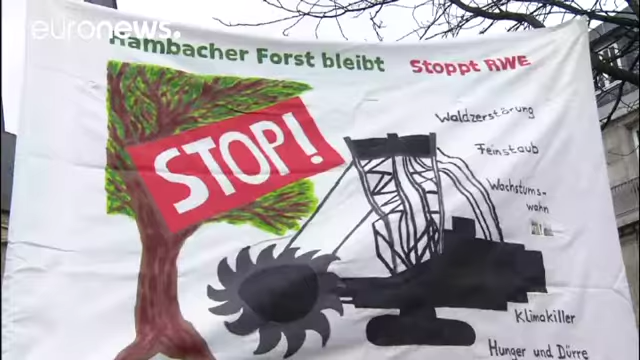 euronews.
Hambacher Forst bleibt
Stoppt RWE
STOP!
Waldzerstörung
Feinstaub
Wachstums-
wahn
Klimakiller
Hunger und Dürre